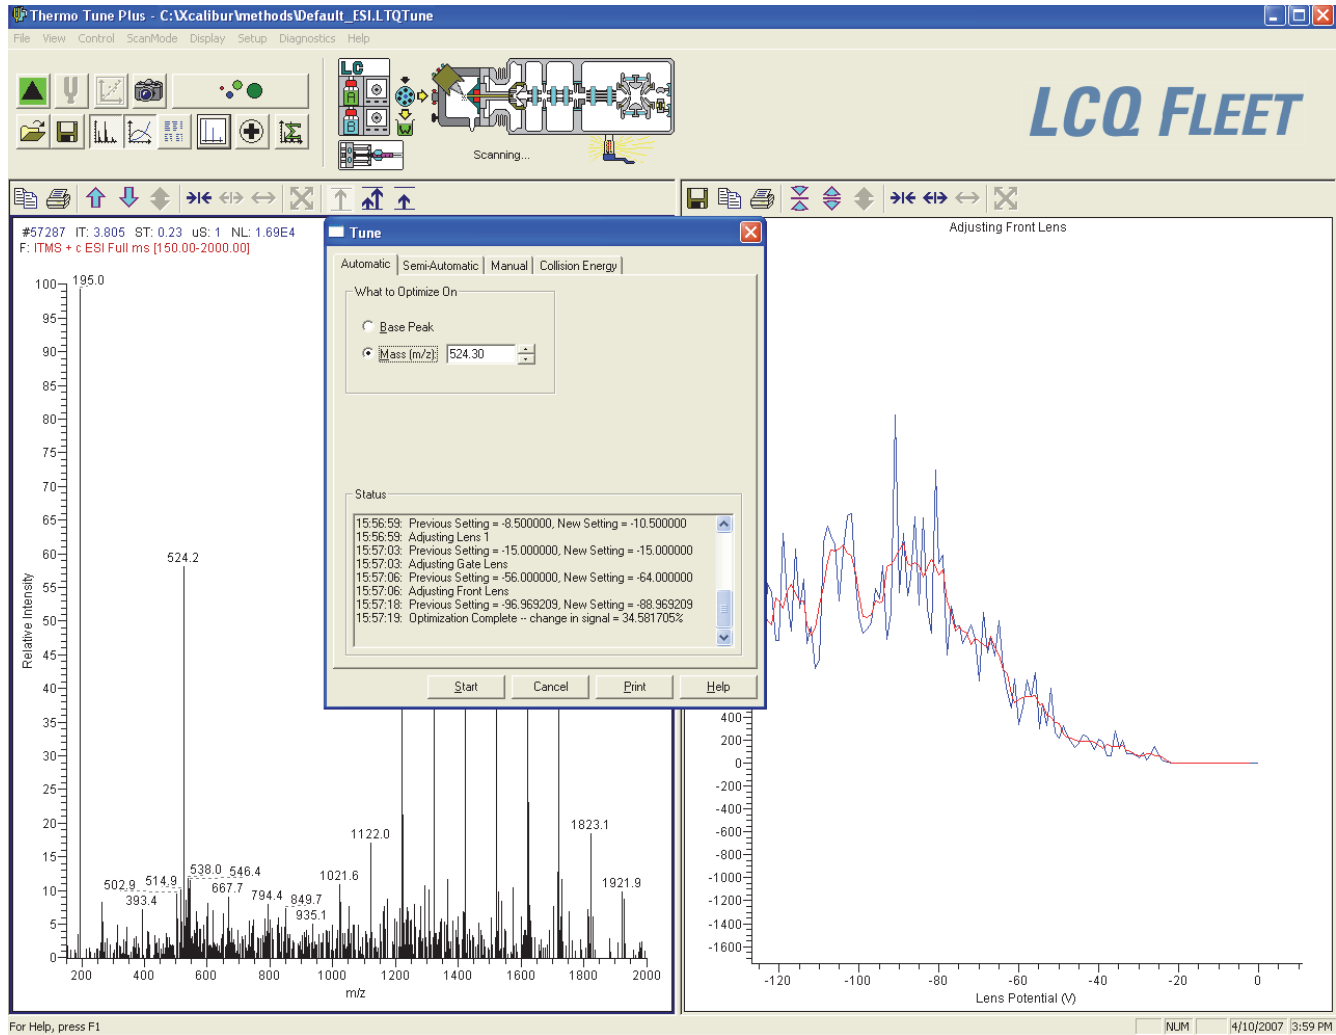 Thermo Tune Plus - C:\Xcalibur\methods\Default_ESI.LTQTune
File View Control ScanMode Display Setup Diagnostics Help
LC
A
B
Scanning...
LCQ FLEET
#57287 IT: 3.805 ST: 0.23 uS: 1 NL: 1.69E4
F: ITMS + c ESI Full ms [150.00-2000.00]
100
95
90
85
80
75
70
65
60
55
50
45
40
35
30
25
20
15
10
5
0
Relative Intensity
195.0
524.2
502.9
514.9
538.0
546.4
393.4
667.7
794.4
849.7
935.1
1021.6
1122.0
1823.1
1921.9
200 400 600 800 1000 1200 1400 1600 1800 2000
m/z
Tune
Automatic Semi-Automatic Manual Collision Energy
What to Optimize On
Base Peak
Mass (m/z): 524.30
Status
15:56:59: Previous Setting = -8.500000, New Setting = -10.500000
15:56:59: Adjusting Lens 1
15:57:03: Previous Setting = -15.000000, New Setting = -15.000000
15:57:03: Adjusting Gate Lens
15:57:06: Previous Setting = -56.000000, New Setting = -64.000000
15:57:06: Adjusting Front Lens
15:57:18: Previous Setting = -96.969209, New Setting = -88.969209
15:57:19: Optimization Complete -- change in signal = 34.581705%
Start Cancel Print Help
Adjusting Front Lens
400
200
0
-200
-400
-600
-800
-1000
-1200
-1400
-1600
-120 -100 -80 -60 -40 -20 0
Lens Potential (V)
For Help, press F1
NUM 4/10/2007 3:59 PM